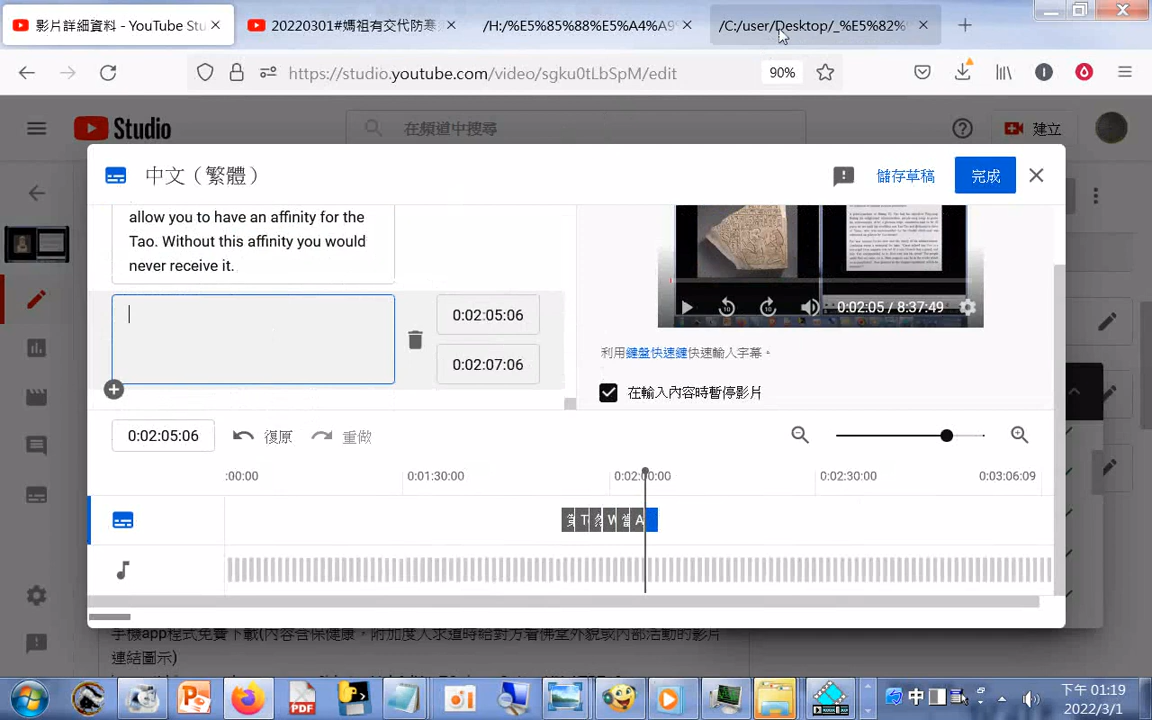 影片詳細資料 - YouTube Stu
20220301#媽祖有交代防寒
/H:/%E5%85%88%E5%A4%A9
/C:/user/Desktop/_%E5%82%
https://studio.youtube.com/video/sgku0tLbSpM/edit
90%
Studio
在頻道中搜尋
建立
中文（繁體）
儲存草稿
完成
allow you to have an affinity for the
Tao. Without this affinity you would
never receive it.
0:02:05:06
0:02:07:06
0:02:05 / 8:37:49
利用鍵盤快速鍵快速輸入字幕。
在輸入內容時暫停影片
0:02:05:06
復原
重做
:00:00
0:01:30:00
0:02:00:00
0:02:30:00
0:03:06:09
T
W
當
A
手機app程式免費下載(內容含保健康，附加度人求道時給對方看佛堂外貌或內部活動的影片
連結圖示)
中
下午 01:19
2022/3/1